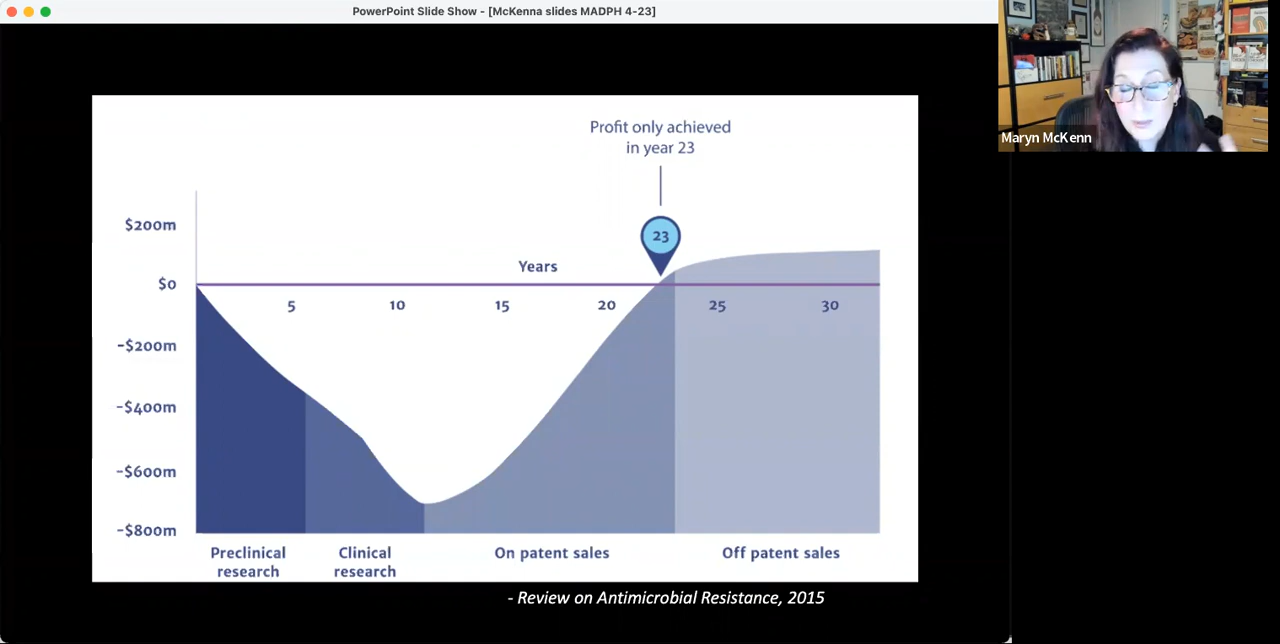 PowerPoint Slide Show - [McKenna slides MADPH 4-23]
Maryn McKenn
Profit only achieved
in year 23
23
$200m
$0
-$200m
-$400m
-$600m
-$800m
Years
5 10 15 20 25 30
Preclinical
research
Clinical
research
On patent sales
Off patent sales
- Review on Antimicrobial Resistance, 2015